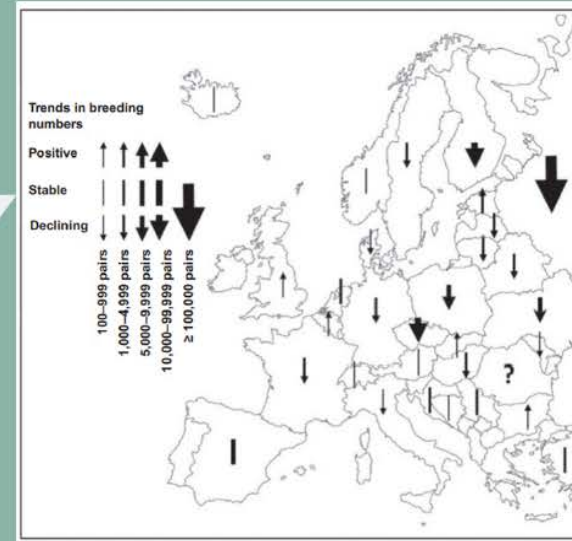 Trends in breeding
numbers
Positive
Stable
Declining
100–999 pairs
1,000–4,999 pairs
5,000–9,999 pairs
10,000–99,999 pairs
≥ 100,000 pairs
?